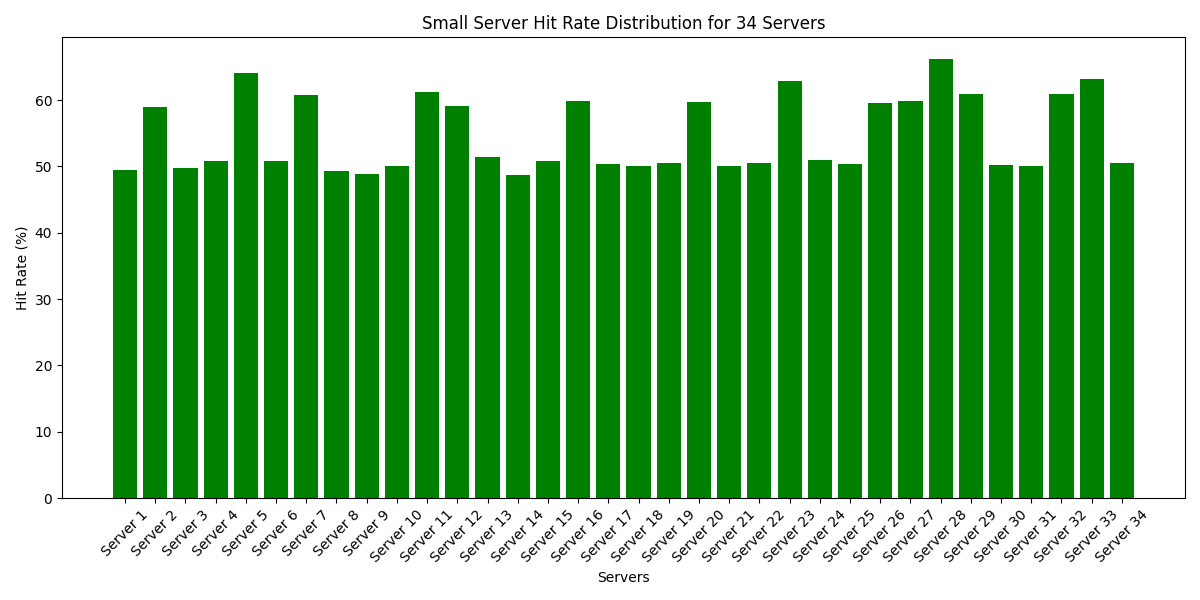 Small Server Hit Rate Distribution for 34 Servers
Hit Rate (%)
60
50
40
30
20
10
0
Server 1
Server 2
Server 3
Server 4
Server 5
Server 6
Server 7
Server 8
Server 9
Server 10
Server 11
Server 12
Server 13
Server 14
Server 15
Server 16
Server 17
Server 18
Server 19
Server 20
Server 21
Server 22
Server 23
Server 24
Server 25
Server 26
Server 27
Server 28
Server 29
Server 30
Server 31
Server 32
Server 33
Server 34
Servers